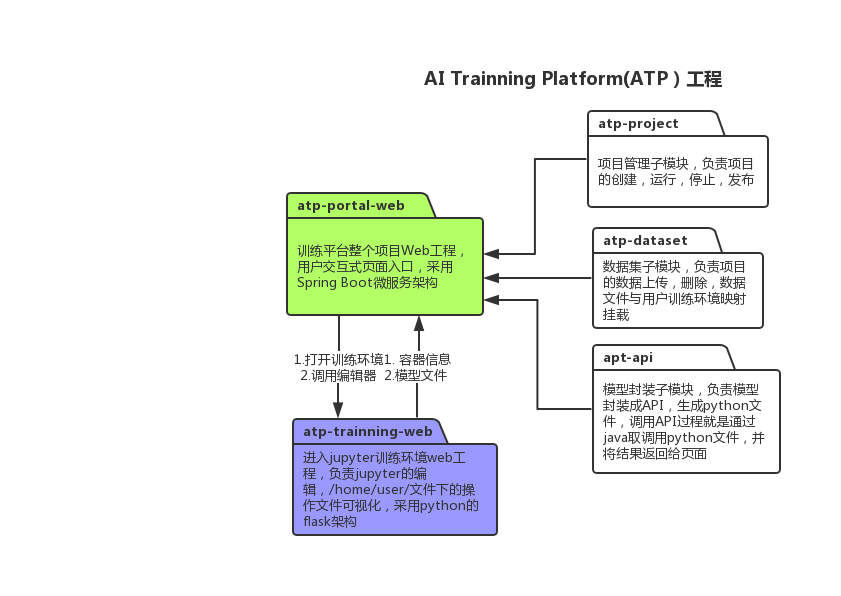 AI Trainning Platform(ATP）工程
atp-project
项目管理子模块，负责项目
的创建，运行，停止，发布
atp-portal-web
训练平台整个项目Web工程，
用户交互式页面入口，采用
Spring Boot微服务架构
atp-dataset
数据集子模块，负责项目
的数据上传，删除，数据
文件与用户训练环境映射
挂载
apt-api
模型封装子模块，负责模型
封装成API，生成python文
件，调用API过程就是通过
java取调用python文件，并
将结果返回给页面
1.打开训练环境
2.调用编辑器
1. 容器信息
2.模型文件
atp-trainning-web
进入jupyter训练环境web工
程，负责jupyter的编
辑，/home/user/文件下的操
作文件可视化，采用python的
flask架构